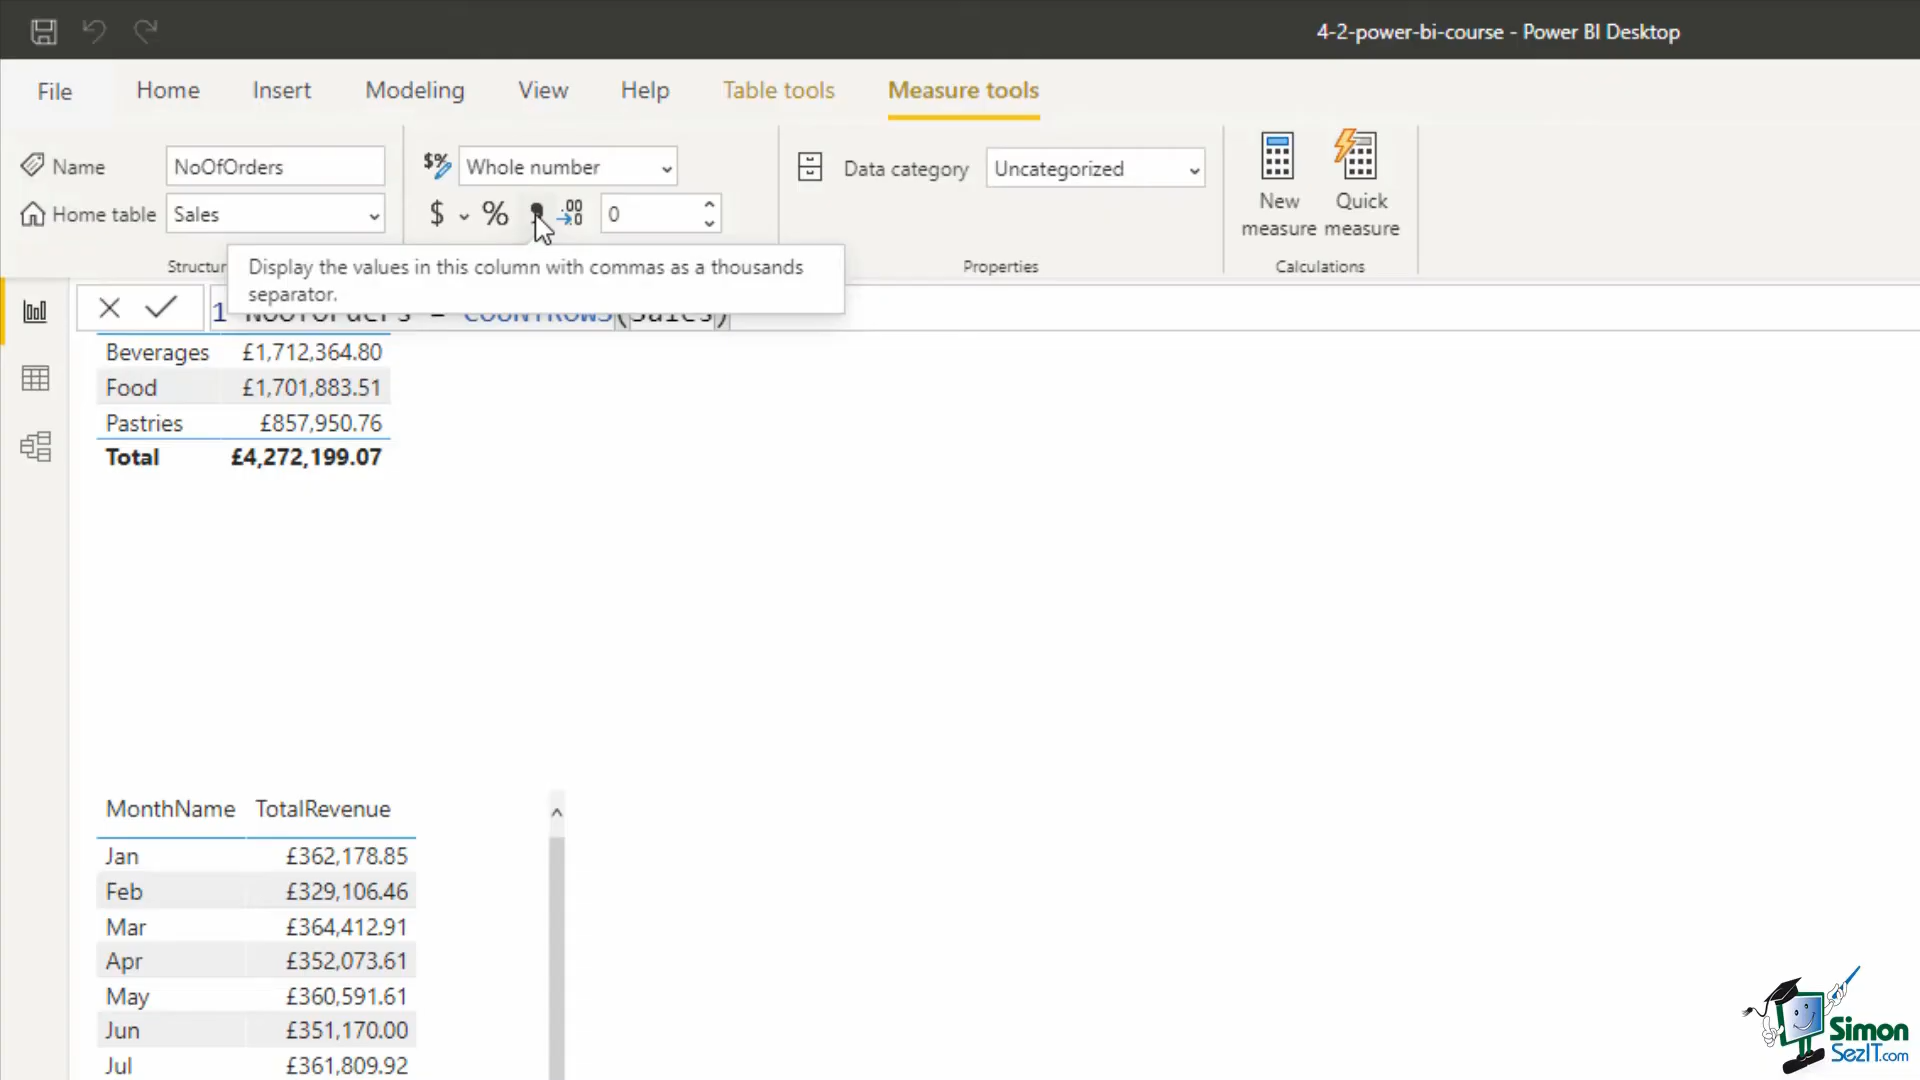 4-2-power-bi-course - Power BI Desktop
File Home Insert Modeling View Help Table tools Measure tools
Name NoOfOrders
$% Whole number
Data category Uncategorized
New measure
Quick measure
Home table Sales
$ % , .00 0 0
Properties
Calculations
Display the values in this column with commas as a thousands
separator.
1 NoOfOrders = COUNTROWS(Sales)
Beverages £1,712,364.80
Food £1,701,883.51
Pastries £857,950.76
Total £4,272,199.07
MonthName TotalRevenue
Jan £362,178.85
Feb £329,106.46
Mar £364,412.91
Apr £352,073.61
May £360,591.61
Jun £351,170.00
Jul £361,809.92
Simon
SezIT.com